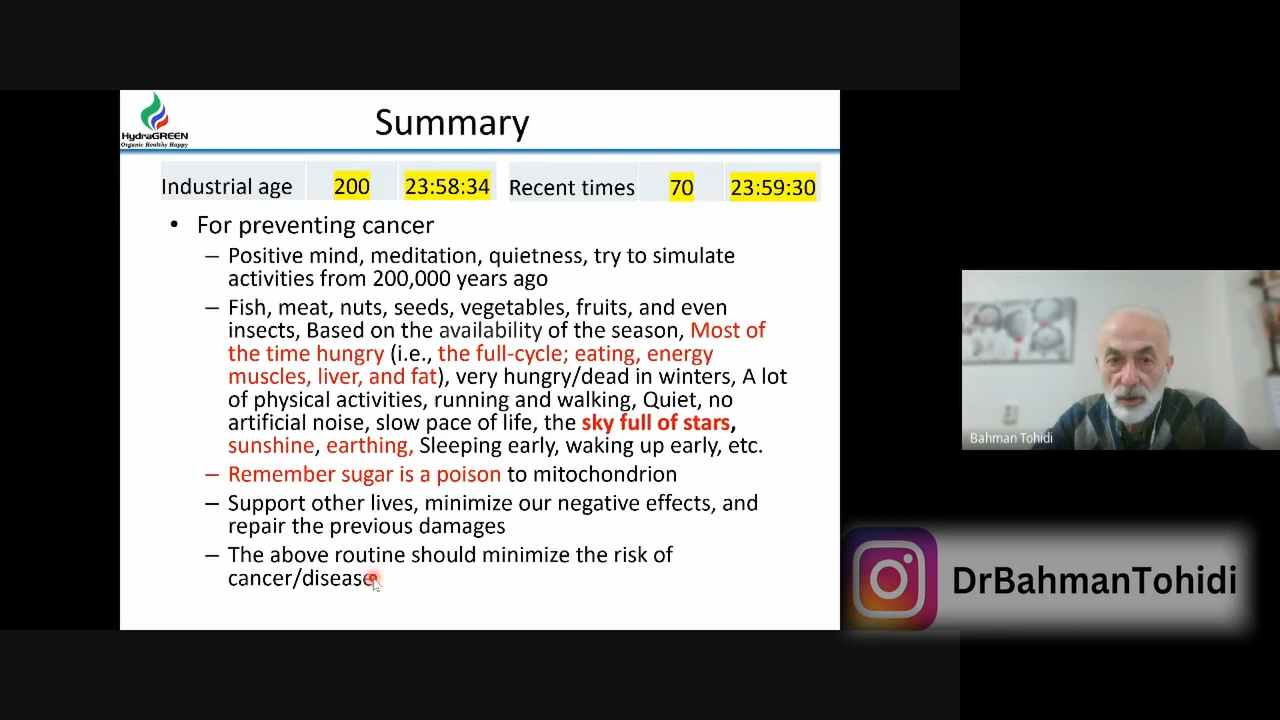 HydraGREEN
Organic Healthy Happy
Summary
Industrial age 200 23:58:34 Recent times 70 23:59:30
• For preventing cancer
– Positive mind, meditation, quietness, try to simulate
activities from 200,000 years ago
– Fish, meat, nuts, seeds, vegetables, fruits, and even
insects, Based on the availability of the season, Most of
the time hungry (i.e., the full-cycle; eating, energy
muscles, liver, and fat), very hungry/dead in winters, A lot
of physical activities, running and walking, Quiet, no
artificial noise, slow pace of life, the sky full of stars,
sunshine, earthing, Sleeping early, waking up early, etc.
– Remember sugar is a poison to mitochondrion
– Support other lives, minimize our negative effects, and
repair the previous damages
– The above routine should minimize the risk of
cancer/disease
Bahman Tohidi
DrBahmanTohidi